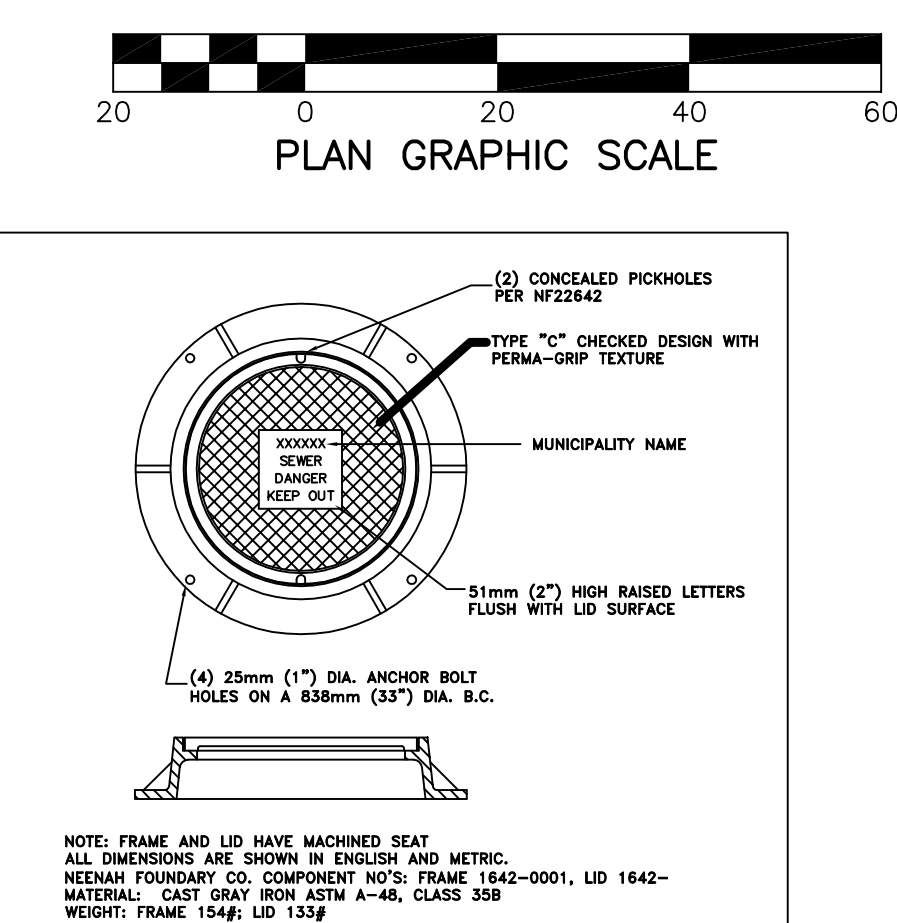 20 0 20 40 60
PLAN GRAPHIC SCALE
(2) CONCEALED PICKHOLES
PER NF22642
TYPE "C" CHECKED DESIGN WITH
PERMA-GRIP TEXTURE
XXXXXX
SEWER
DANGER
KEEP OUT
MUNICIPALITY NAME
51mm (2") HIGH RAISED LETTERS
FLUSH WITH LID SURFACE
(4) 25mm (1") DIA. ANCHOR BOLT
HOLES ON A 838mm (33") DIA. B.C.
NOTE: FRAME AND LID HAVE MACHINED SEAT
ALL DIMENSIONS ARE SHOWN IN ENGLISH AND METRIC.
NEENAH FOUNDARY CO. COMPONENT NO'S: FRAME 1642-0001, LID 1642-
MATERIAL: CAST GRAY IRON ASTM A-48, CLASS 35B
WEIGHT: FRAME 154#; LID 133#